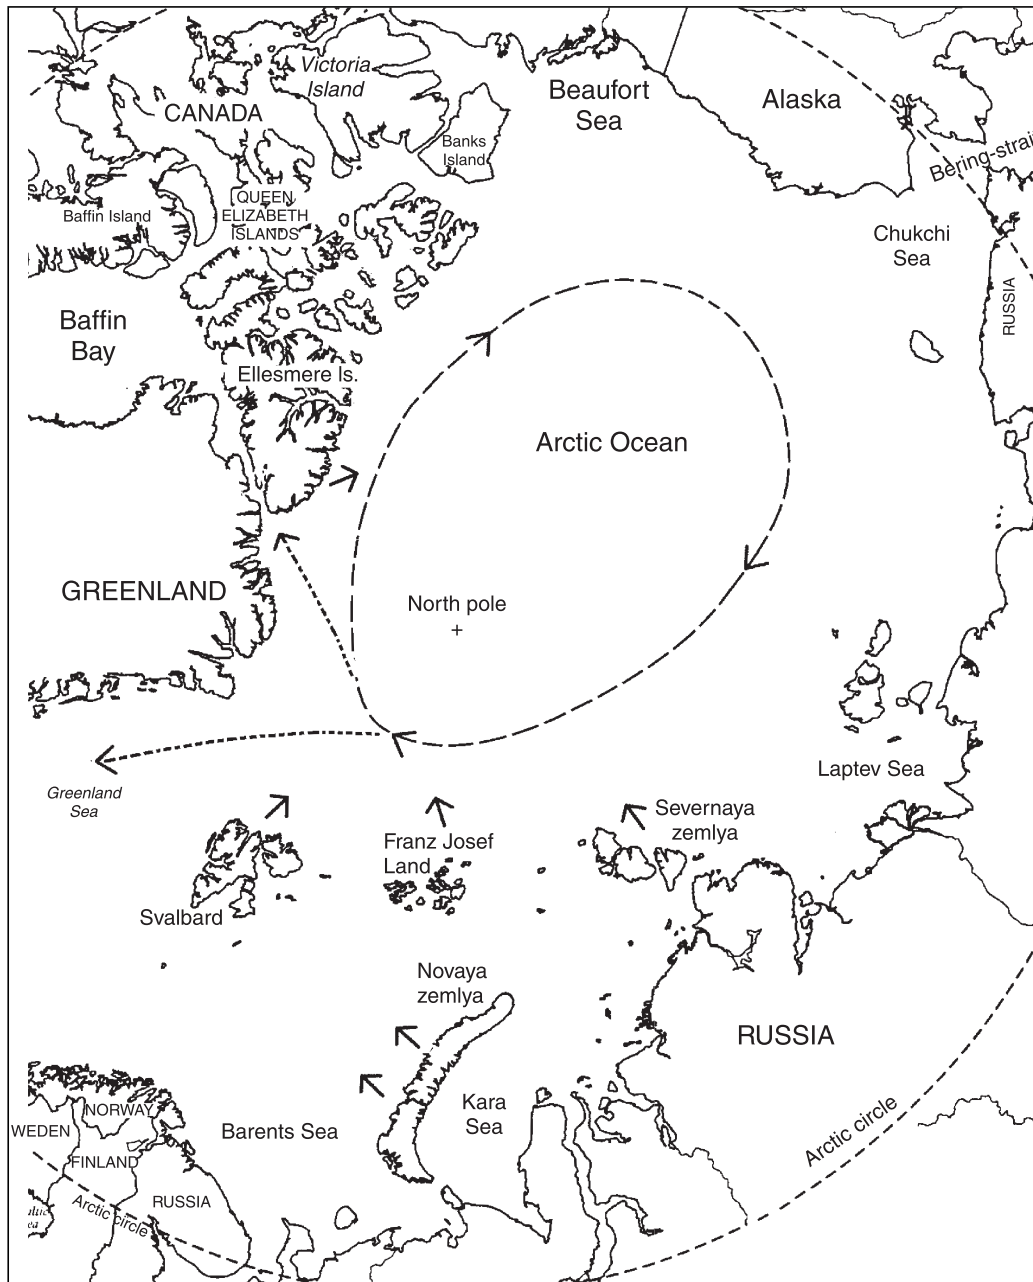 Victoria
Island
CANADA
Beaufort
Sea
Alaska
Banks
Island
Bering-strai
QUEEN
ELIZABETH
ISLANDS
Baffin Island
Chukchi
Sea
RUSSIA
Baffin
Bay
Ellesmere Is.
Arctic Ocean
GREENLAND
North pole
+
Laptev Sea
Greenland
Sea
Severnaya
zemlya
Franz Josef
Land
Svalbard
Novaya
zemlya
RUSSIA
NORWAY
WEDEN
Barents Sea
Kara
Sea
Arctic circle
FINLAND
RUSSIA
Arctic circle
ea